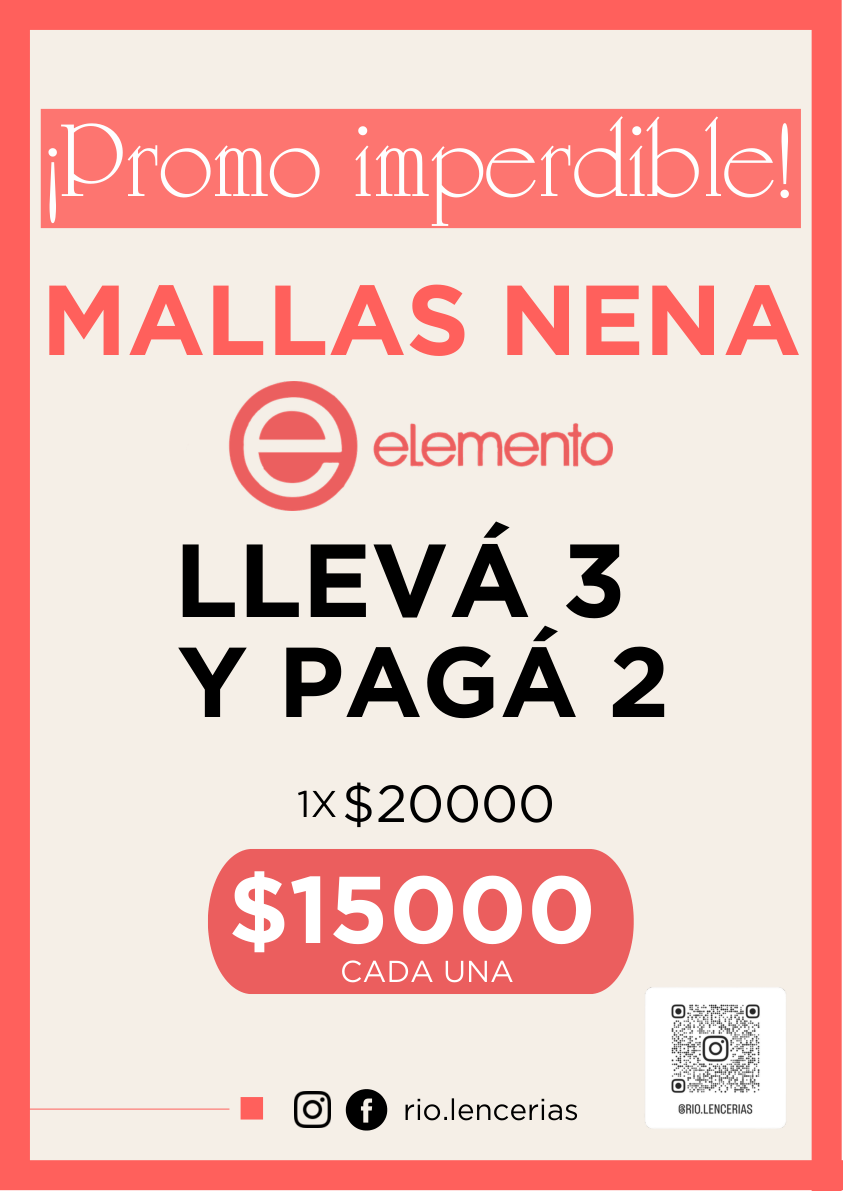 ¡Promo imperdible!
MALLAS NENA
e elemento
LLEVÁ 3
Y PAGÁ 2
1X $20000
$15000
CADA UNA
@RIO.LENCERIAS
rio.lencerias